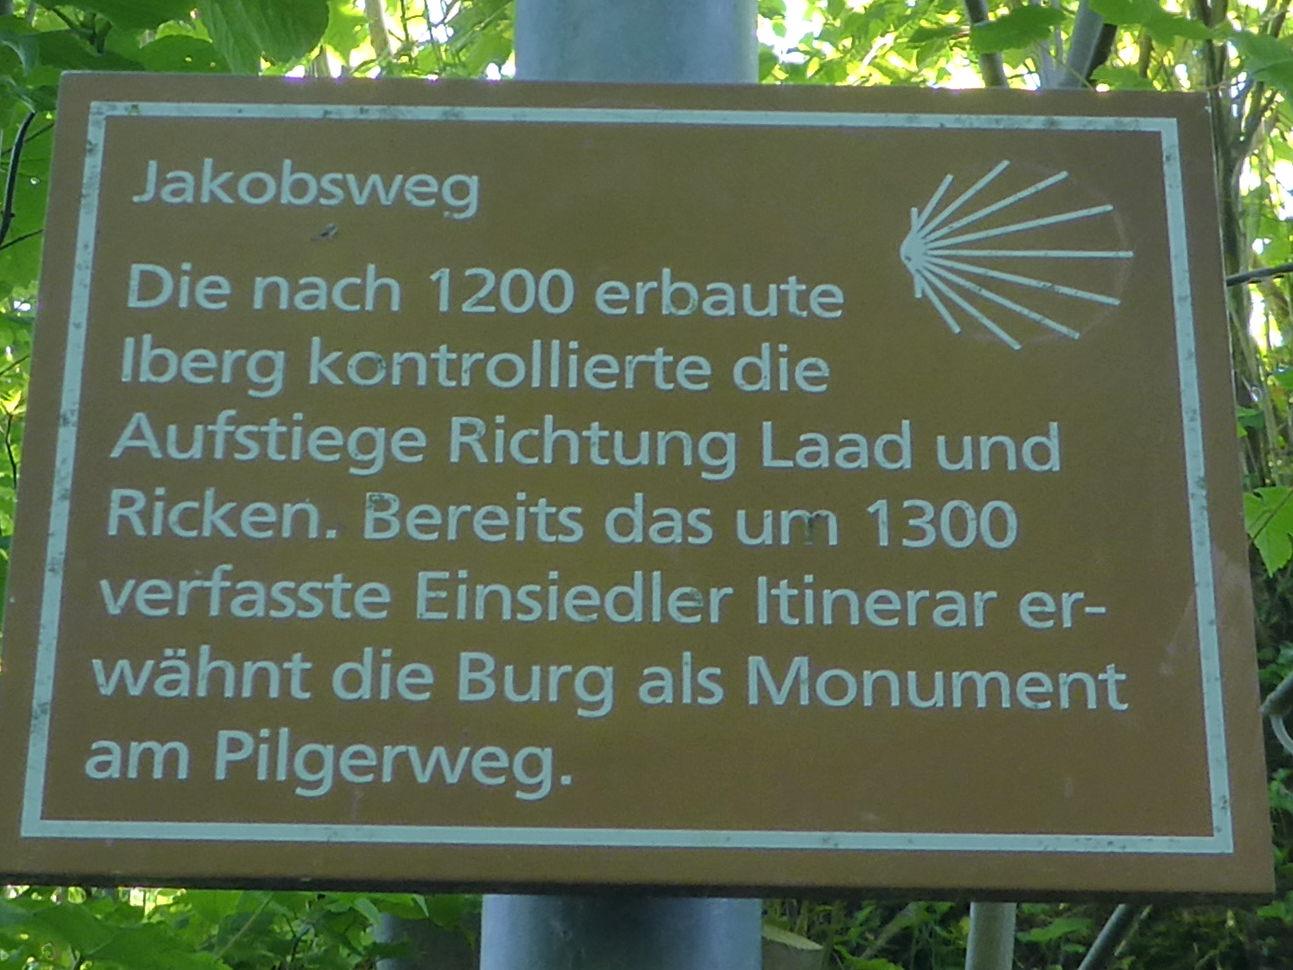 Jakobsweg
Die nach 1200 erbaute
Iberg kontrollierte die
Aufstiege Richtung Laad und
Ricken. Bereits das um 1300
verfasste Einsiedler Itinerar er-
wähnt die Burg als Monument
am Pilgerweg.